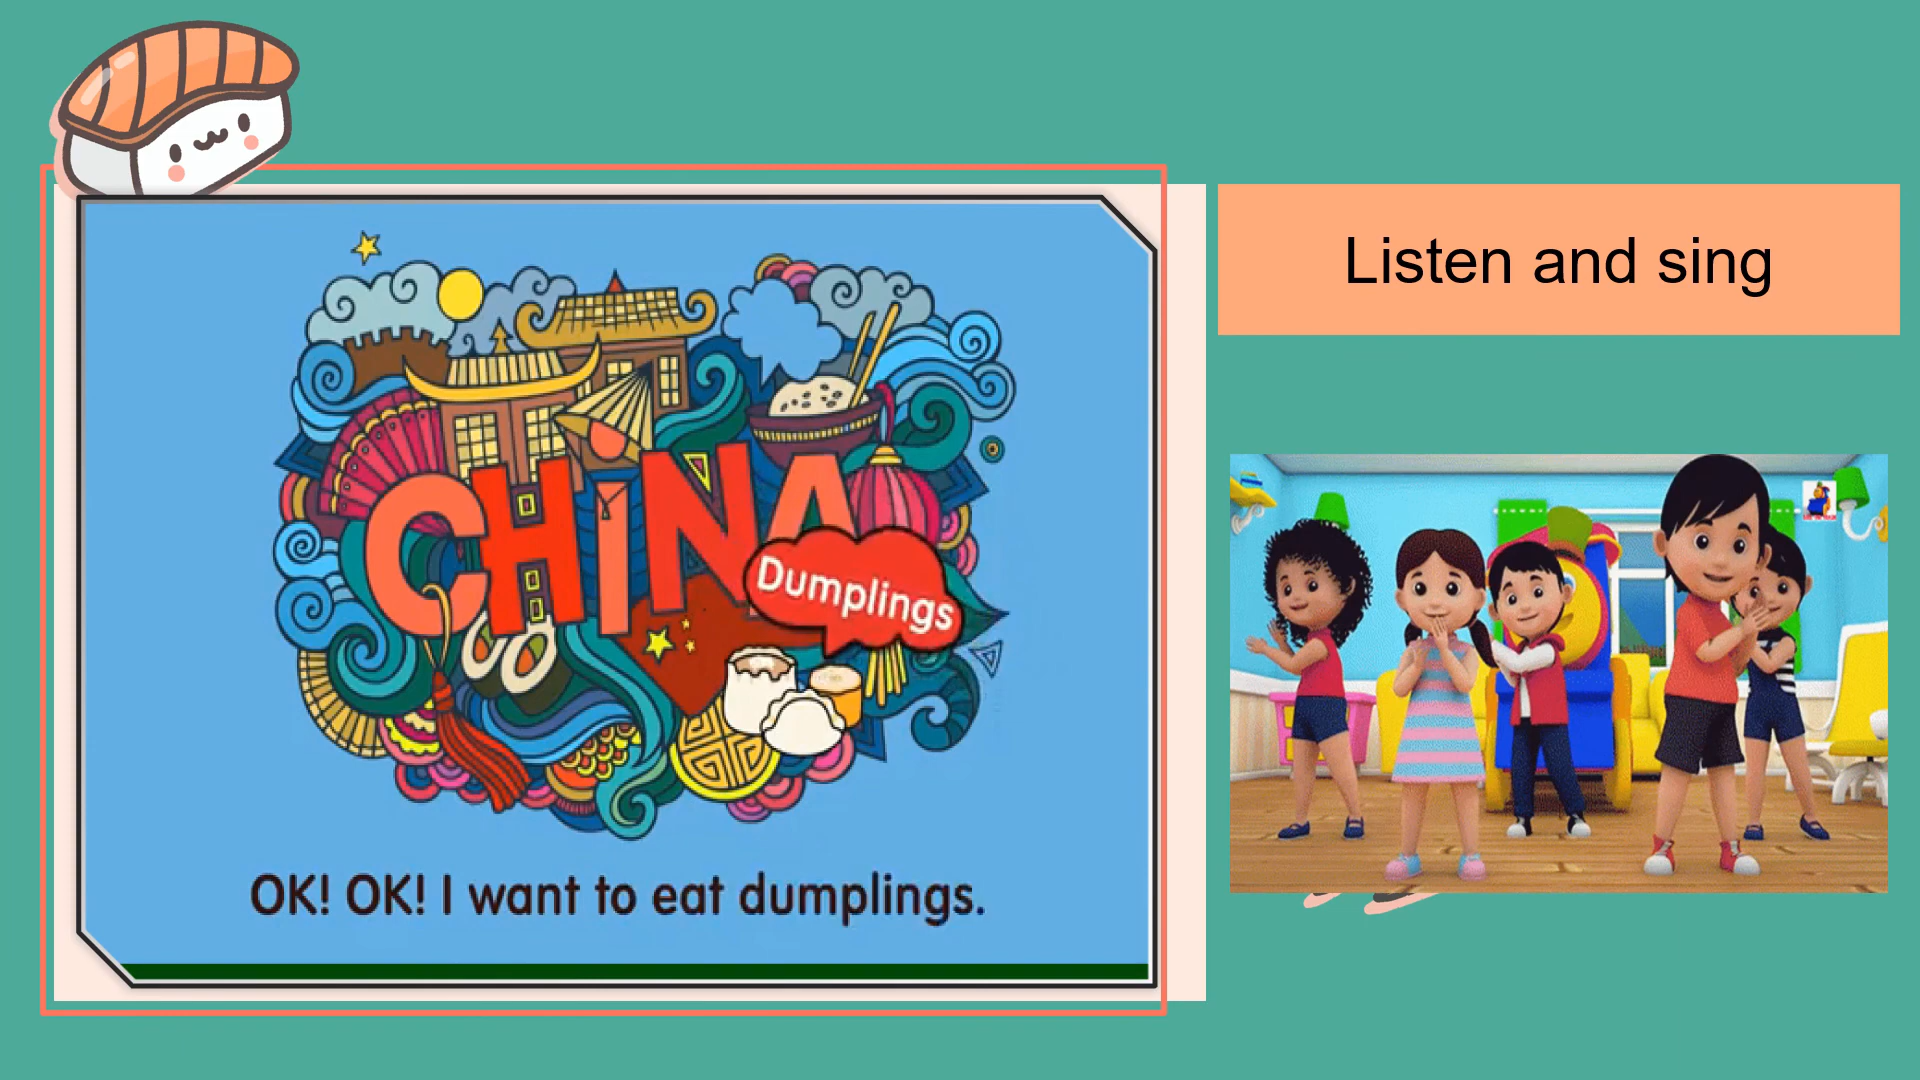 Listen and sing
CHiNA
Dumplings
OK! OK! I want to eat dumplings.